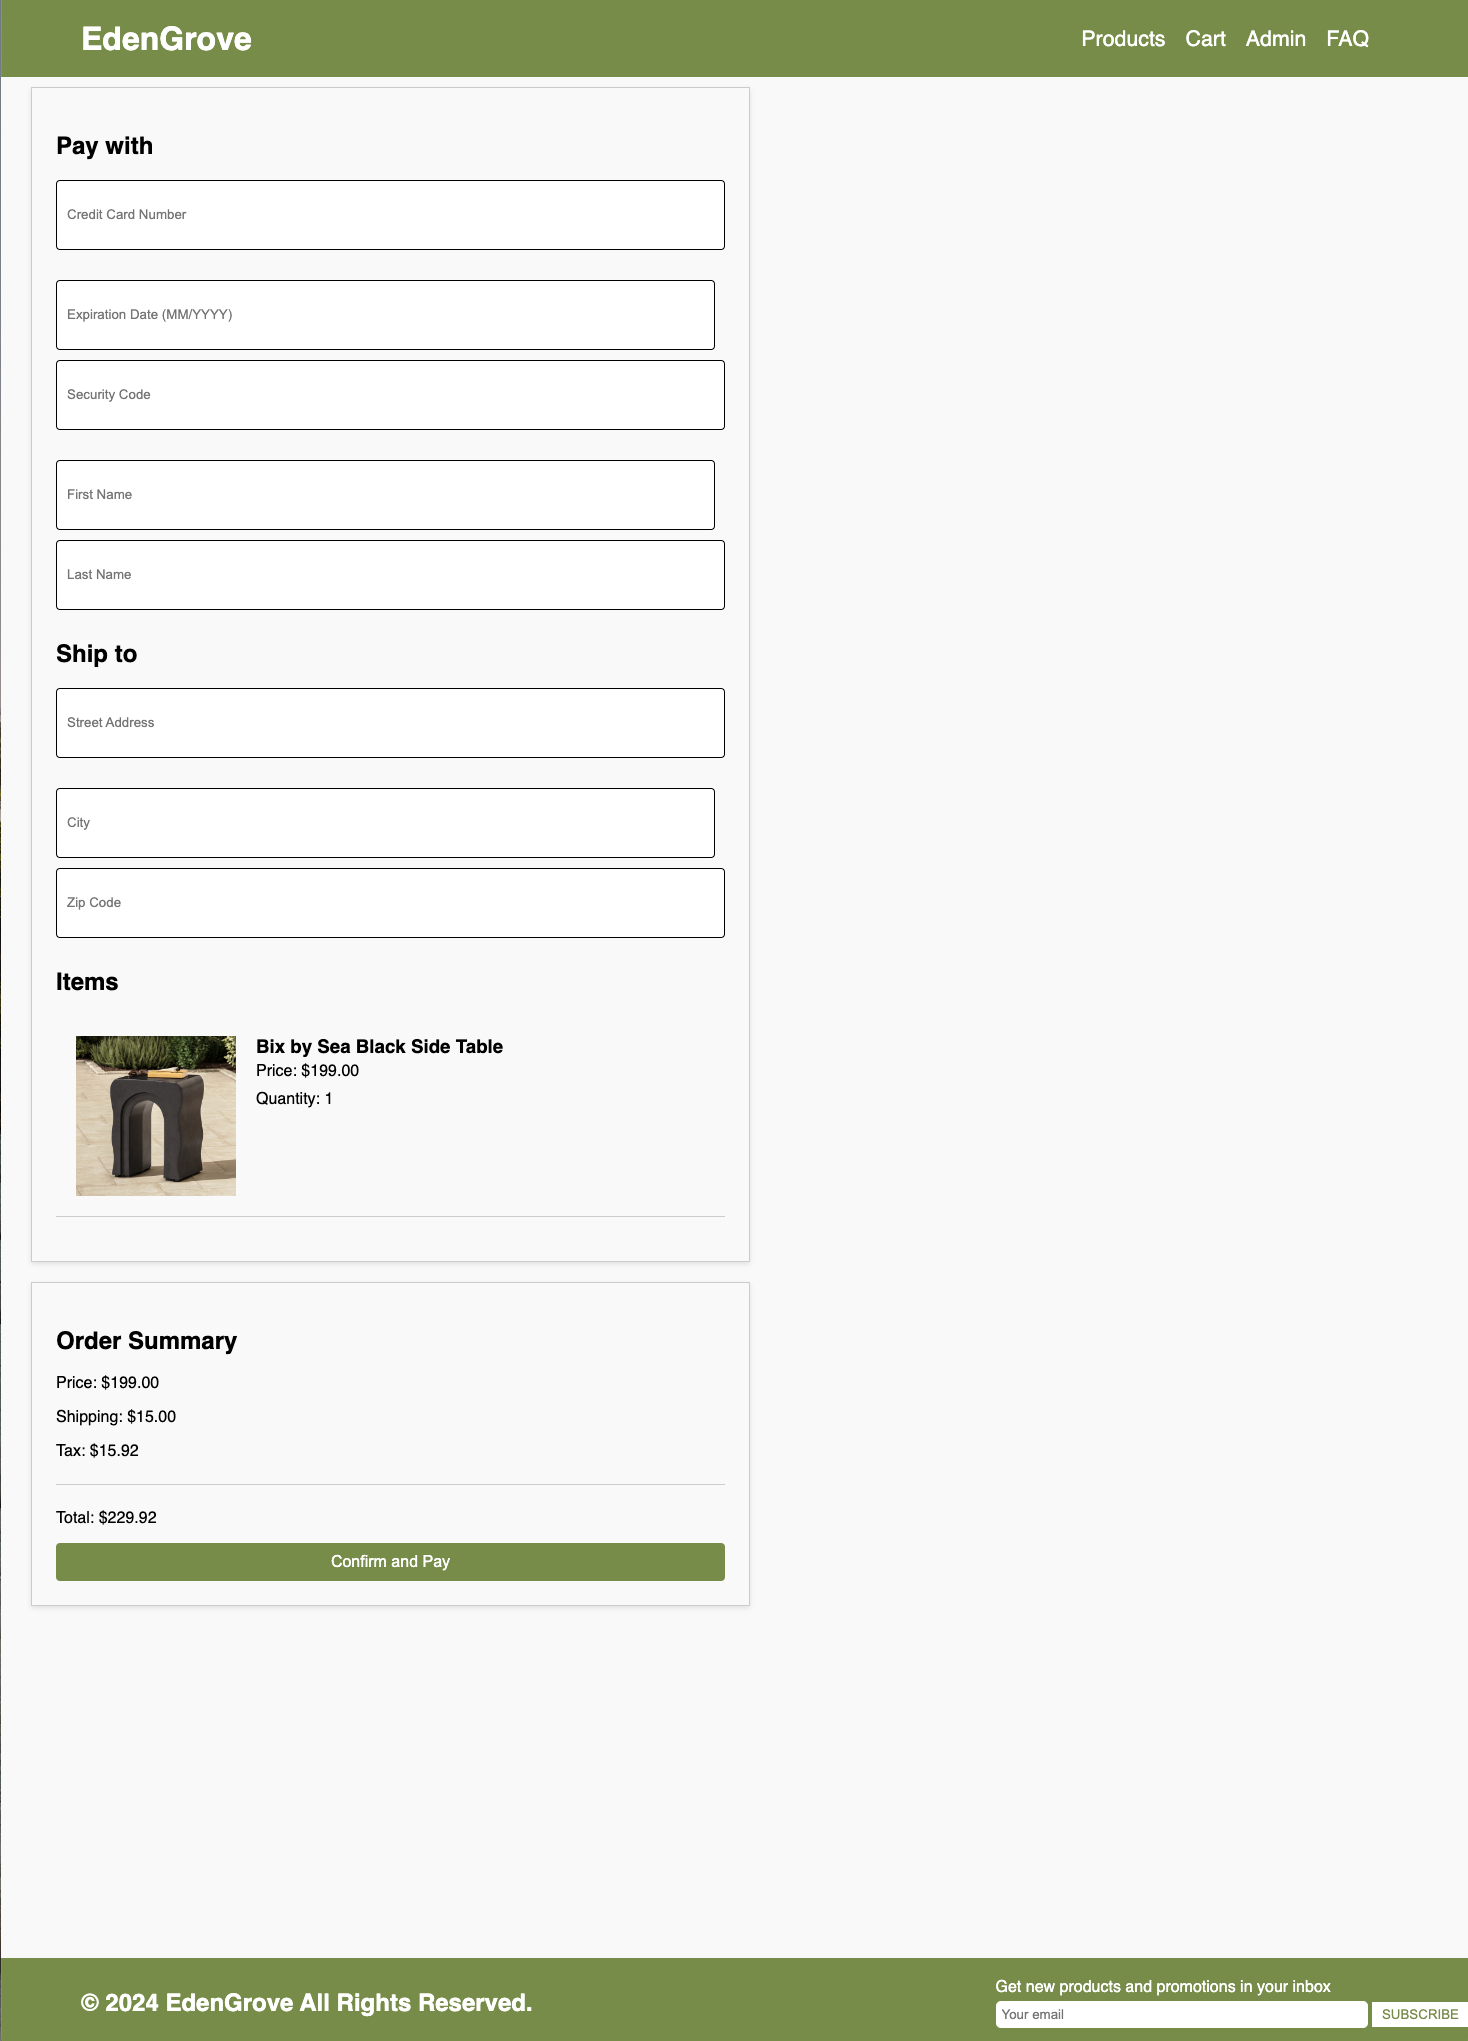 EdenGrove
Products Cart Admin FAQ
Pay with
Credit Card Number
Expiration Date (MM/YYYY)
Security Code
First Name
Last Name
Ship to
Street Address
City
Zip Code
Items
Bix by Sea Black Side Table
Price: $199.00
Quantity: 1
Order Summary
Price: $199.00
Shipping: $15.00
Tax: $15.92
Total: $229.92
Confirm and Pay
© 2024 EdenGrove All Rights Reserved.
Get new products and promotions in your inbox
Your email SUBSCRIBE